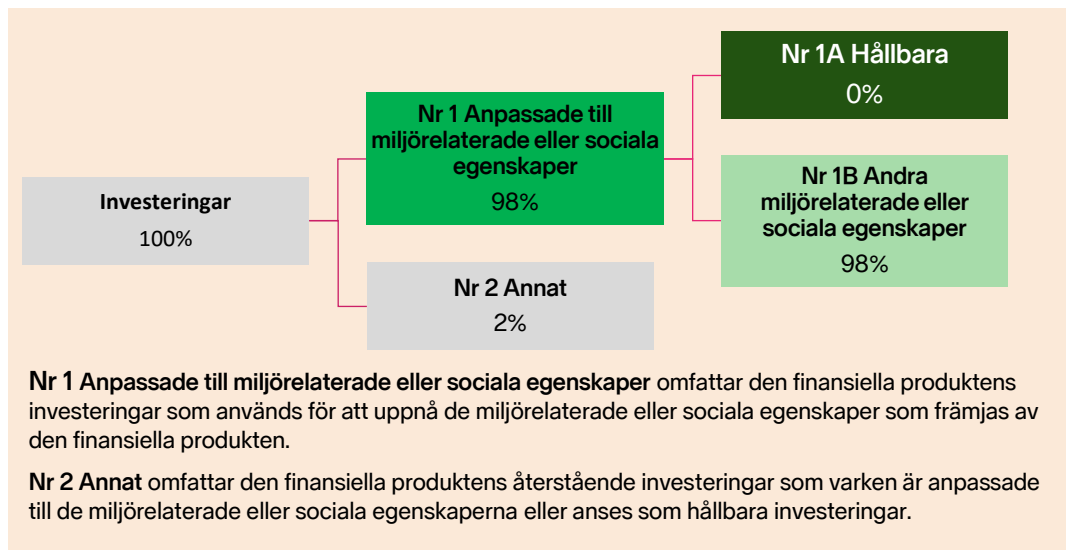 Investeringar
100%
Nr 1 Anpassade till
miljörelaterade eller sociala
egenskaper
98%
Nr 2 Annat
2%
Nr 1A Hållbara
0%
Nr 1B Andra
miljörelaterade eller
sociala egenskaper
98%
Nr 1 Anpassade till miljörelaterade eller sociala egenskaper omfattar den finansiella produktens
investeringar som används för att uppnå de miljörelaterade eller sociala egenskaper som främjas av
den finansiella produkten.
Nr 2 Annat omfattar den finansiella produktens återstående investeringar som varken är anpassade
till de miljörelaterade eller sociala egenskaperna eller anses som hållbara investeringar.